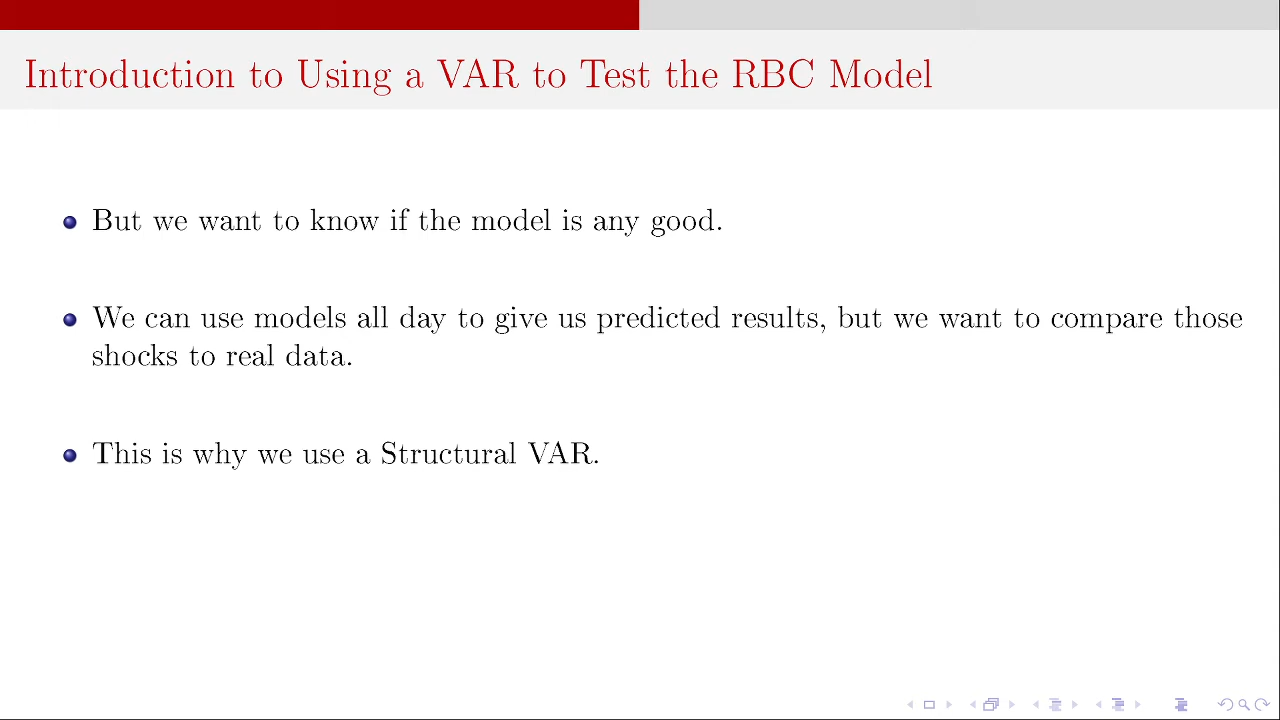 Introduction to Using a VAR to Test the RBC Model
But we want to know if the model is any good.
We can use models all day to give us predicted results, but we want to compare those
shocks to real data.
This is why we use a Structural VAR.